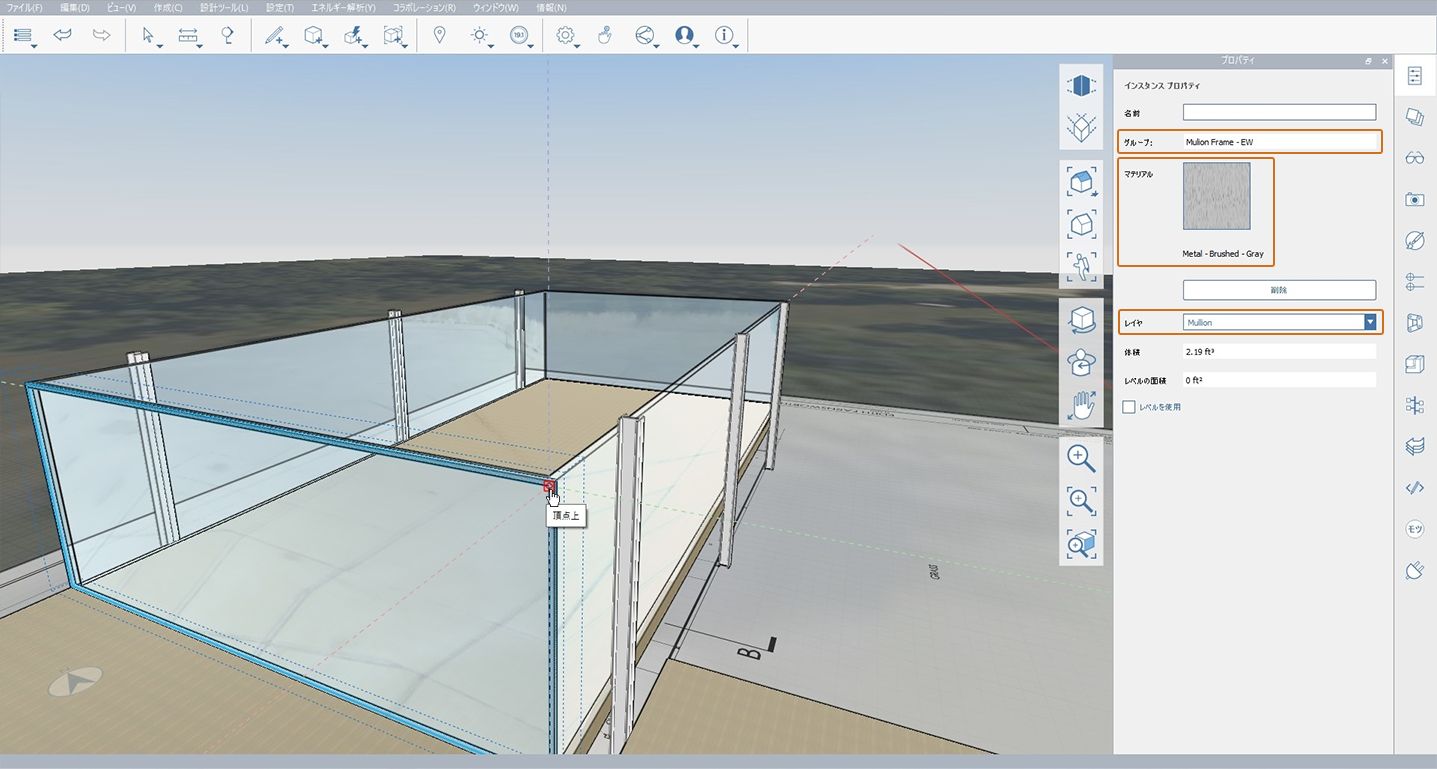 ファイル(F) 編集(D) ビュー(V) 作成(C) 設計ツール(L) 設定(T) エネルギー解析(Y) コラボレーション(R) ウィンドウ(W) 情報(N)
プロパティ
インスタンス プロパティ
名前
グループ: Mulion Frame - EW
マテリアル
Metal - Brushed - Gray
削除
レイヤ Mullion
体積 2.19 ft³
レベルの面積 0 ft²
レベルを使用
頂点上
B
モツ